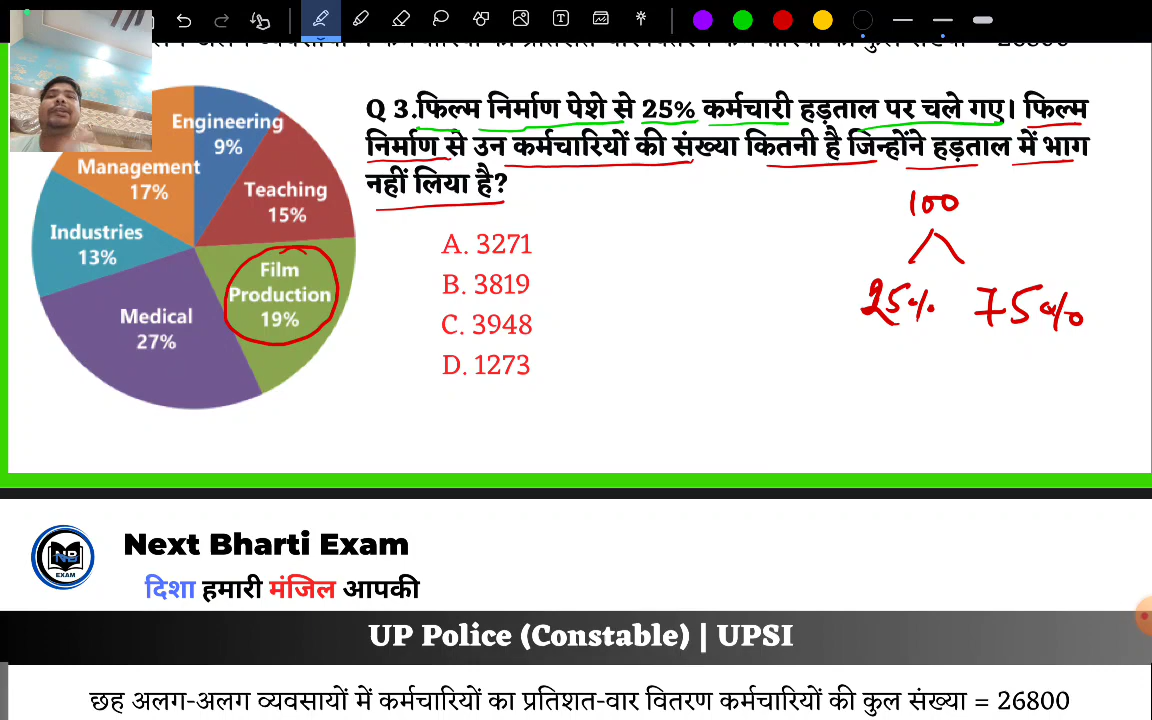 Q 3.फिल्म निर्माण पेशे से 25% कर्मचारी हड़ताल पर चले गए। फिल्म
निर्माण से उन कर्मचारियों की संख्या कितनी है जिन्होंने हड़ताल में भाग
नहीं लिया है?
Engineering
9%
Management
17%
Teaching
15%
Industries
13%
Film
Production
19%
Medical
27%
A. 3271
B. 3819
C. 3948
D. 1273
100
25% 75%
Next Bharti Exam
दिशा हमारी मंजिल आपकी
NB
EXAM
UP Police (Constable) | UPSI
छह अलग-अलग व्यवसायों में कर्मचारियों का प्रतिशत-वार वितरण कर्मचारियों की कुल संख्या = 26800